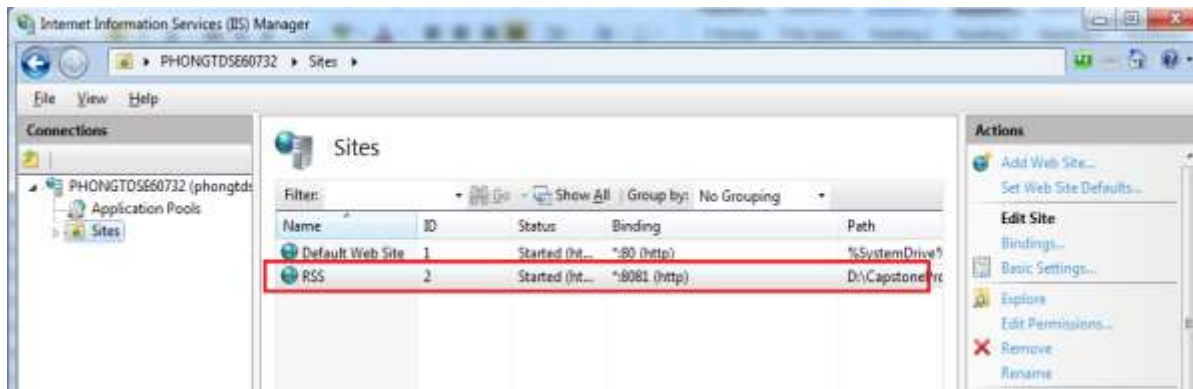 Internet Information Services (IIS) Manager
PHONGTDSE60732 Sites
File View Help
Connections
PHONGTDSE60732 (phongtds
Application Pools
Sites
Sites
Filter: Go Show All Group by: No Grouping
Name ID Status Binding Path
Default Web Site 1 Started (ht... *:80 (http) %SystemDrive%
RSS 2 Started (ht... *:8081 (http) D:\CapstonePro
Actions
Add Web Site...
Set Web Site Defaults...
Edit Site
Bindings...
Basic Settings...
Explore
Edit Permissions...
Remove
Rename